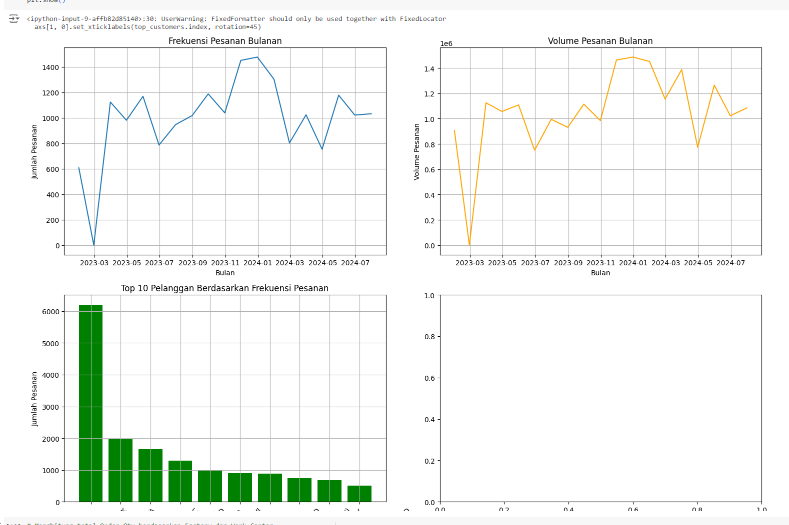 plt.show()
<ipython-input-9-affb82d85140>:30: UserWarning: FixedFormatter should only be used together with FixedLocator
axs[1, 0].set_xticklabels(top_customers.index, rotation=45)
Frekuensi Pesanan Bulanan
Volume Pesanan Bulanan
1e6
Jumlah Pesanan
1400
1200
1000
800
600
400
200
0
2023-03 2023-05 2023-07 2023-09 2023-11 2024-01 2024-03 2024-05 2024-07
Bulan
Volume Pesanan
1.4
1.2
1.0
0.8
0.6
0.4
0.2
0.0
2023-03 2023-05 2023-07 2023-09 2023-11 2024-01 2024-03 2024-05 2024-07
Bulan
Top 10 Pelanggan Berdasarkan Frekuensi Pesanan
Jumlah Pesanan
6000
5000
4000
3000
2000
1000
0
1.0
0.8
0.6
0.4
0.2
0.0
0.0 0.2 0.4 0.6 0.8 1.0